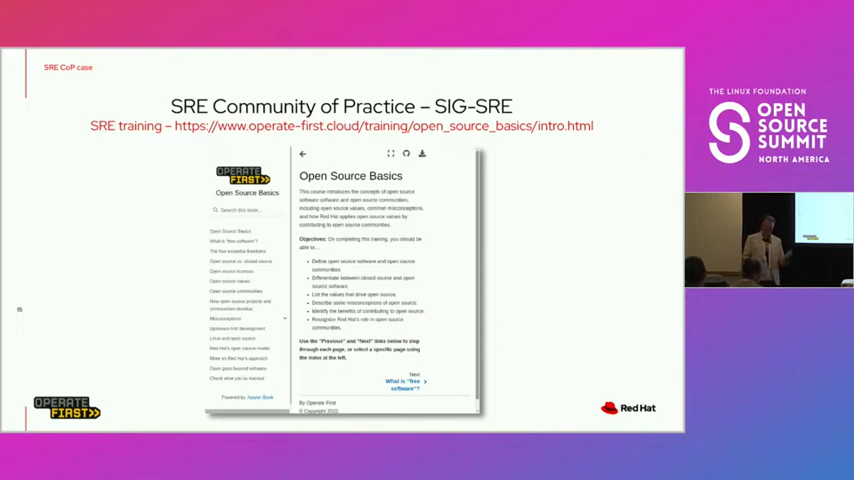 SRE CoP case
SRE Community of Practice – SIG-SRE
SRE training – https://www.operate-first.cloud/training/open_source_basics/intro.html
OPERATE
FIRST
Open Source Basics
Search this book...
Open Source Basics
What is "free software"?
The four essential freedoms
Open source vs. closed source
Open source licenses
Open source values
Open source communities
How open source projects and
communities develop
Misconceptions
Upstream first development
Linux and open source
Red Hat's open source model
More on Red Hat's approach
Open goes beyond software
Check what you've learned
Powered by Jupyter Book
Open Source Basics
This course introduces the concepts of open source
software and open source communities,
including open source values, common misconceptions,
and how Red Hat applies open source values by
contributing to open source communities.
Objectives: On completing this training, you should be
able to...
Define open source software and open source
communities.
Differentiate between closed source and open
source software.
List the values that drive open source.
Describe some misconceptions of open source.
Identify the benefits of contributing to open source.
Recognize Red Hat's role in open source
communities.
Use the "Previous" and "Next" links below to step
through each page, or select a specific page using
the index at the left.
Next
What is "free
software"?
By Operate First
© Copyright 2022
15
OPERATE
FIRST
Red Hat
THE LINUX FOUNDATION
OPEN
SOURCE
SUMMIT
NORTH AMERICA